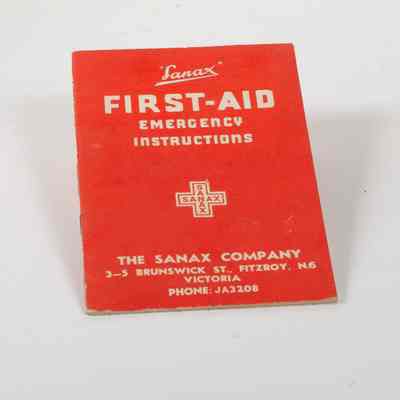 "Sanax"
FIRST-AID
EMERGENCY
INSTRUCTIONS
SANAX
SANAX
THE SANAX COMPANY
3-5 BRUNSWICK ST., FITZROY, N.6
VICTORIA
PHONE: JA3208